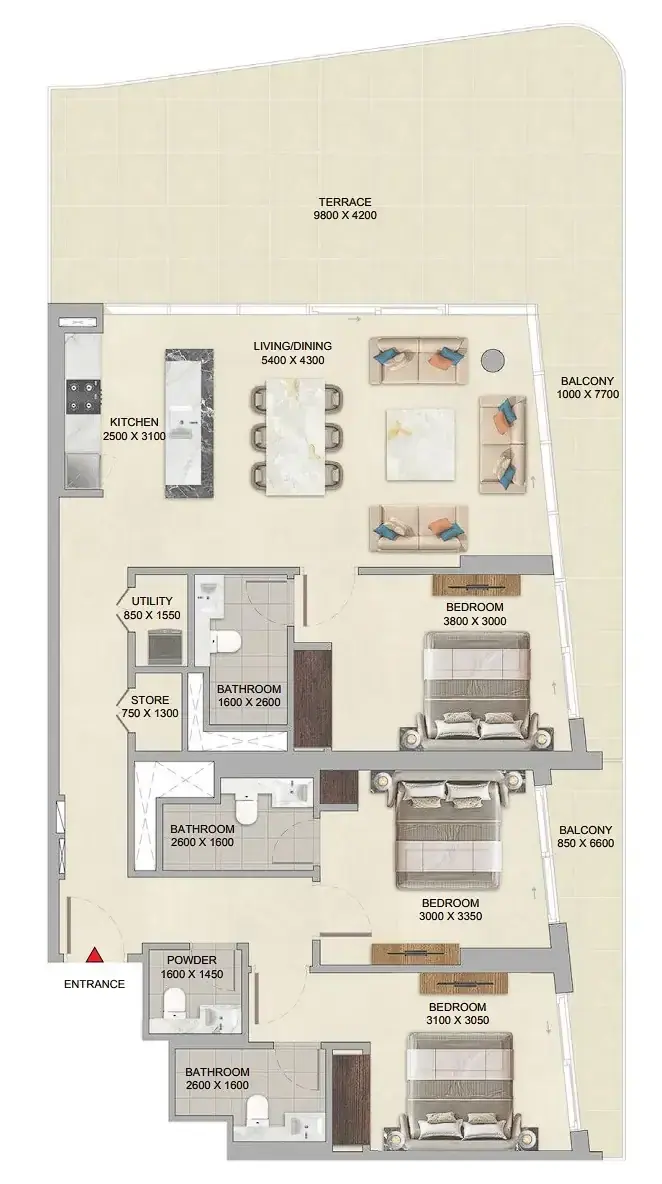 TERRACE
9800 X 4200
LIVING/DINING
5400 X 4300
BALCONY
1000 X 7700
KITCHEN
2500 X 3100
UTILITY
850 X 1550
BEDROOM
3800 X 3000
BATHROOM
1600 X 2600
STORE
750 X 1300
BATHROOM
2600 X 1600
BALCONY
850 X 6600
BEDROOM
3000 X 3350
POWDER
1600 X 1450
ENTRANCE
BEDROOM
3100 X 3050
BATHROOM
2600 X 1600